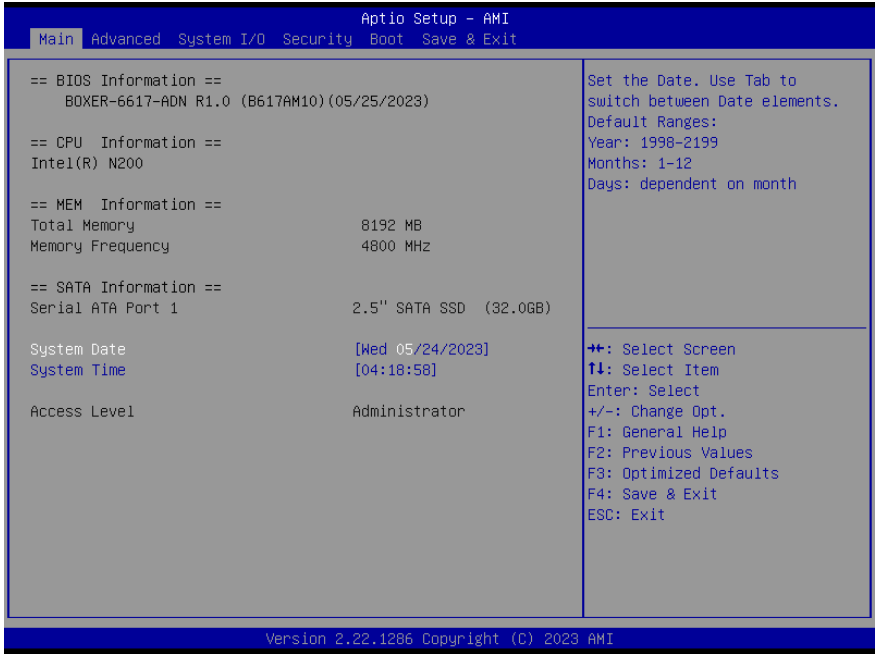 Aptio Setup – AMI
Main Advanced System I/O Security Boot Save & Exit
== BIOS Information ==
BOXER-6617-ADN R1.0 (B617AM10)(05/25/2023)
== CPU Information ==
Intel(R) N200
== MEM Information ==
Total Memory 8192 MB
Memory Frequency 4800 MHz
== SATA Information ==
Serial ATA Port 1 2.5'' SATA SSD (32.0GB)
System Date [Wed 05/24/2023]
System Time [04:18:58]
Access Level Administrator
Set the Date. Use Tab to
switch between Date elements.
Default Ranges:
Year: 1998-2199
Months: 1-12
Days: dependent on month
→←: Select Screen
↑↓: Select Item
Enter: Select
+/-: Change Opt.
F1: General Help
F2: Previous Values
F3: Optimized Defaults
F4: Save & Exit
ESC: Exit
Version 2.22.1286 Copyright (C) 2023 AMI